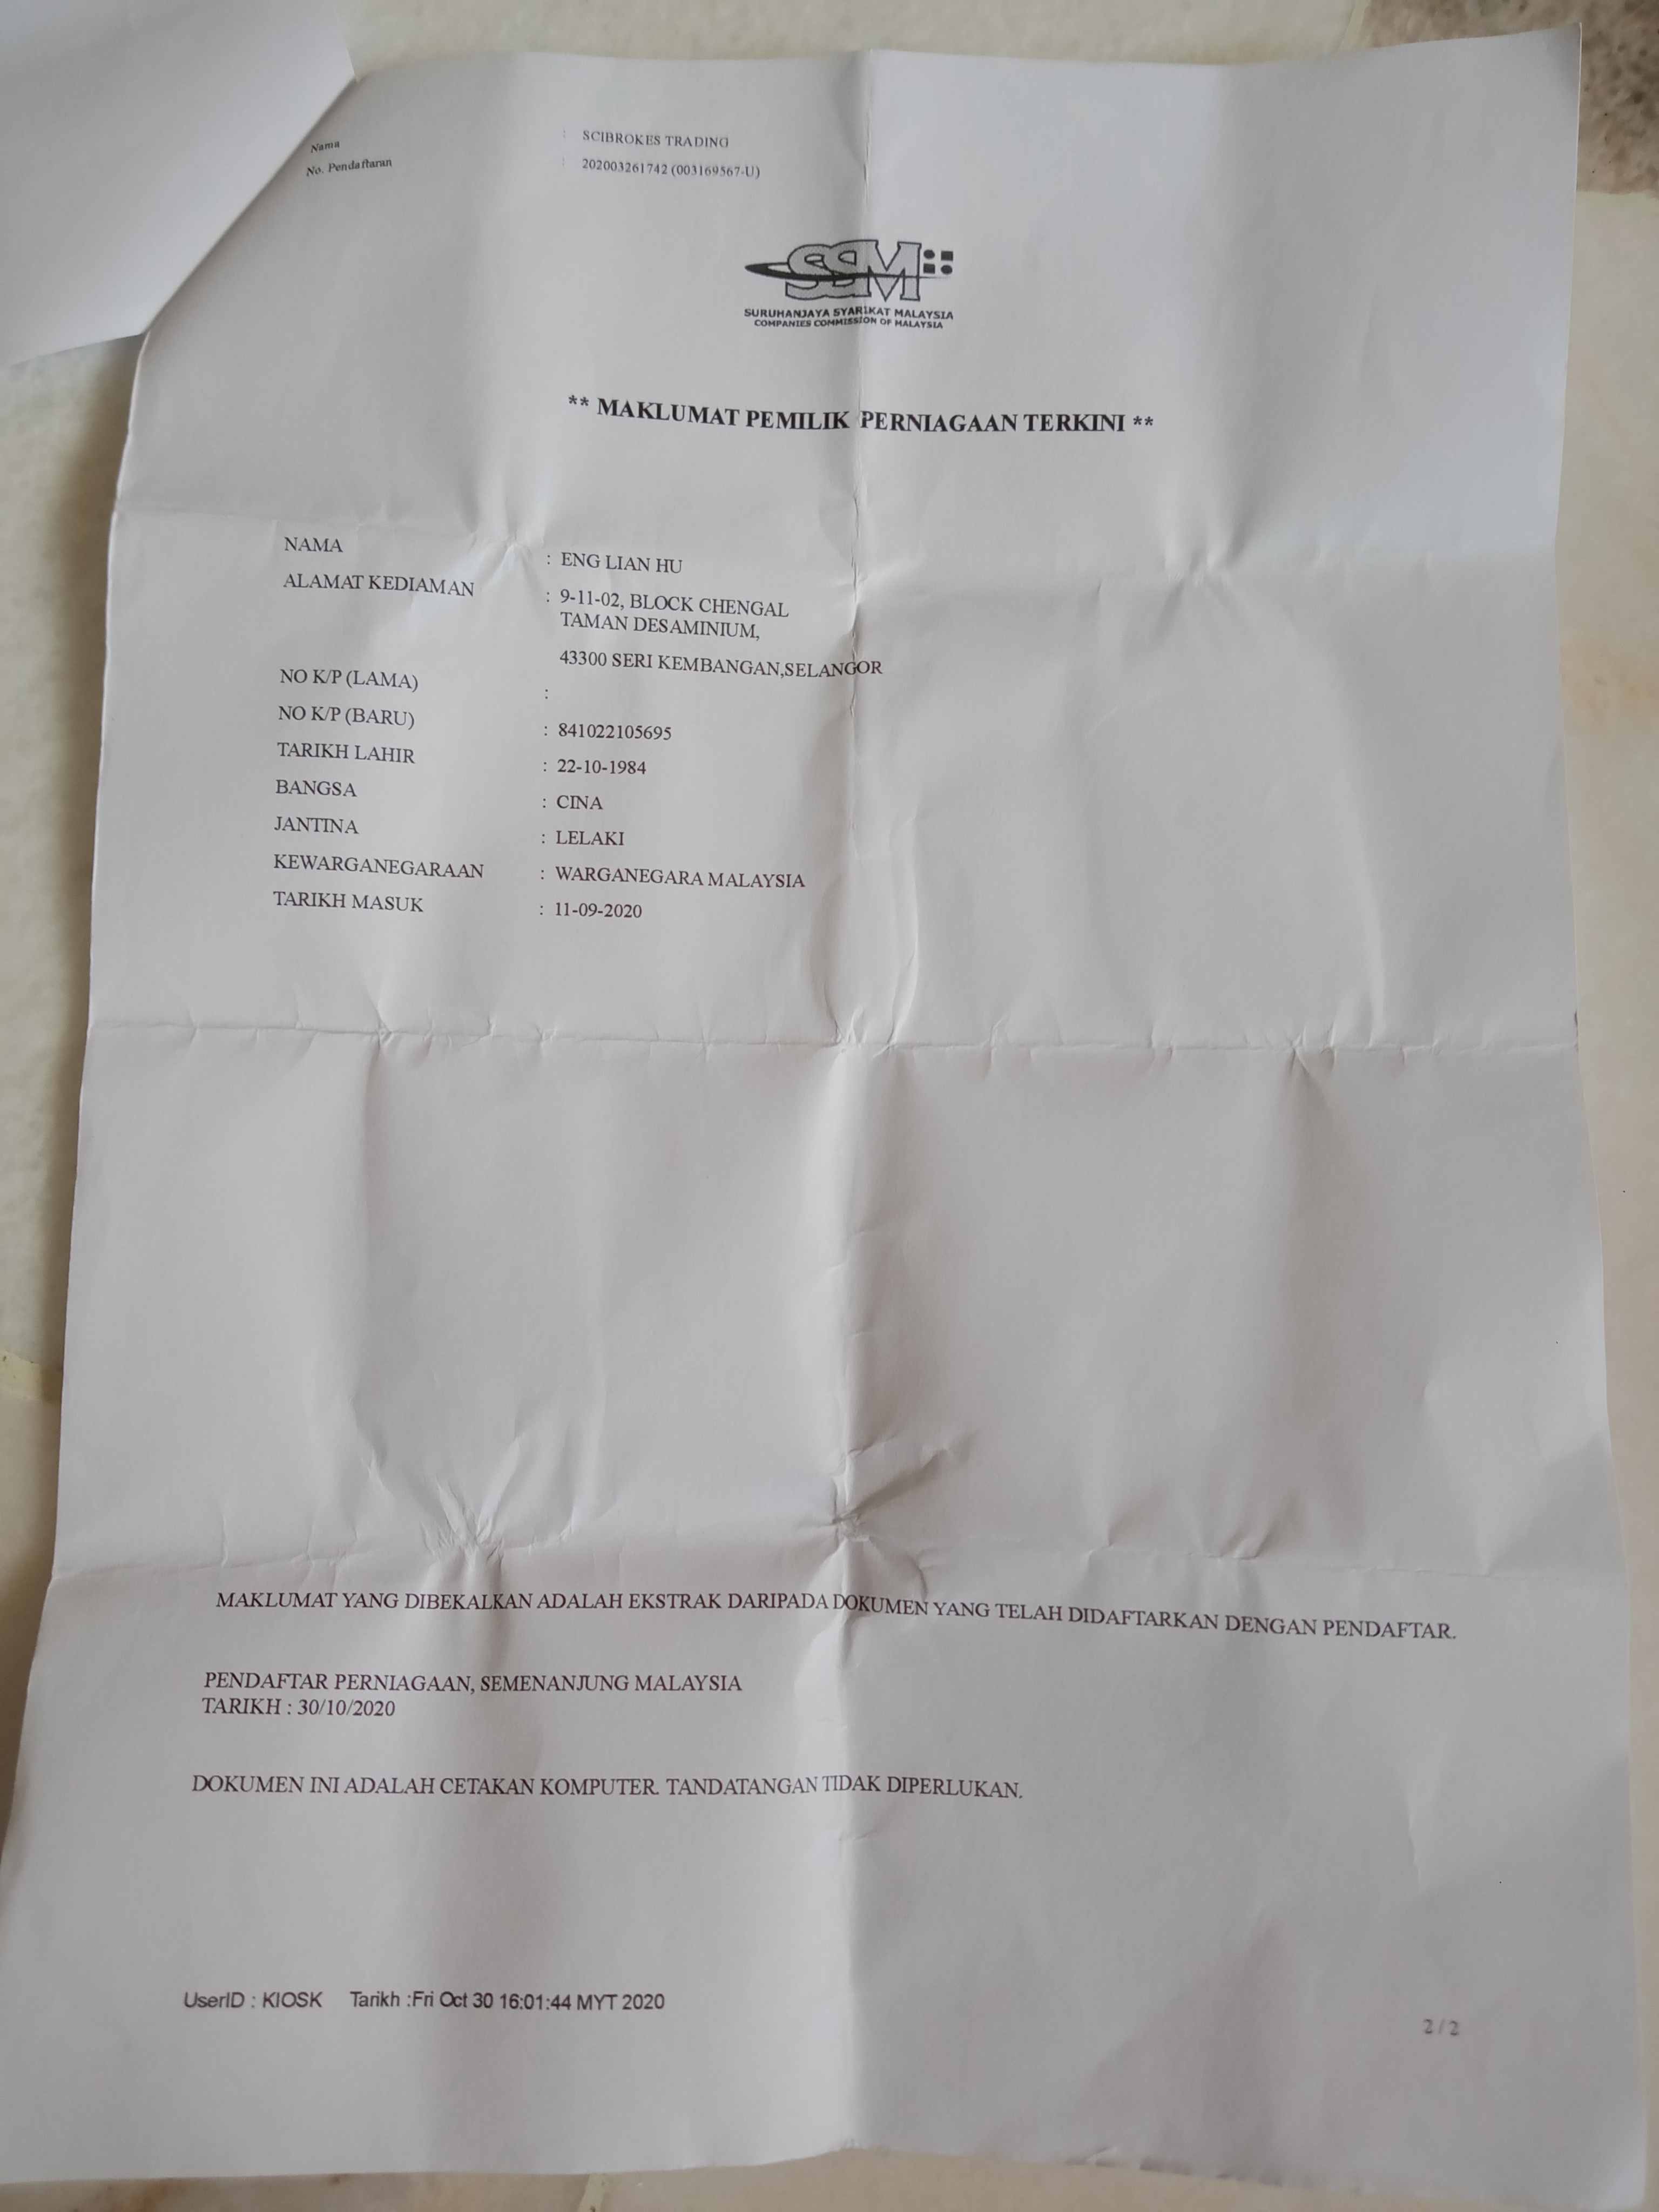 Nama : SCIBROKES TRADING
No. Pendaftaran : 202003261742 (003169567-U)
SSM
SURUHANJAYA SYARIKAT MALAYSIA
COMPANIES COMMISSION OF MALAYSIA
** MAKLUMAT PEMILIK PERNIAGAAN TERKINI **
NAMA : ENG LIAN HU
ALAMAT KEDIAMAN : 9-11-02, BLOCK CHENGAL
TAMAN DESAMINIUM,
43300 SERI KEMBANGAN,SELANGOR
NO K/P (LAMA) :
NO K/P (BARU) : 841022105695
TARIKH LAHIR : 22-10-1984
BANGSA : CINA
JANTINA : LELAKI
KEWARGANEGARAAN : WARGANEGARA MALAYSIA
TARIKH MASUK : 11-09-2020
MAKLUMAT YANG DIBEKALKAN ADALAH EKSTRAK DARIPADA DOKUMEN YANG TELAH DIDAFTARKAN DENGAN PENDAFTAR.
PENDAFTAR PERNIAGAAN, SEMENANJUNG MALAYSIA
TARIKH : 30/10/2020
DOKUMEN INI ADALAH CETAKAN KOMPUTER. TANDATANGAN TIDAK DIPERLUKAN.
UserID : KIOSK Tarikh :Fri Oct 30 16:01:44 MYT 2020
2 / 2